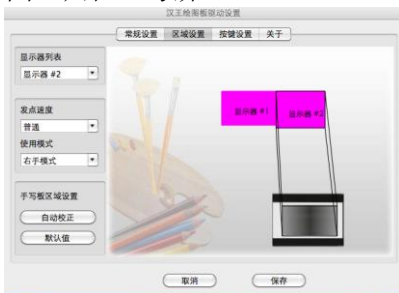 汉王绘图板驱动设置
常规设置 区域设置 按键设置 关于
显示器列表
显示器 #2
显示器 #1
显示器 #2
发点速度
普通
使用模式
右手模式
手写板区域设置
自动校正
默认值
取消 保存